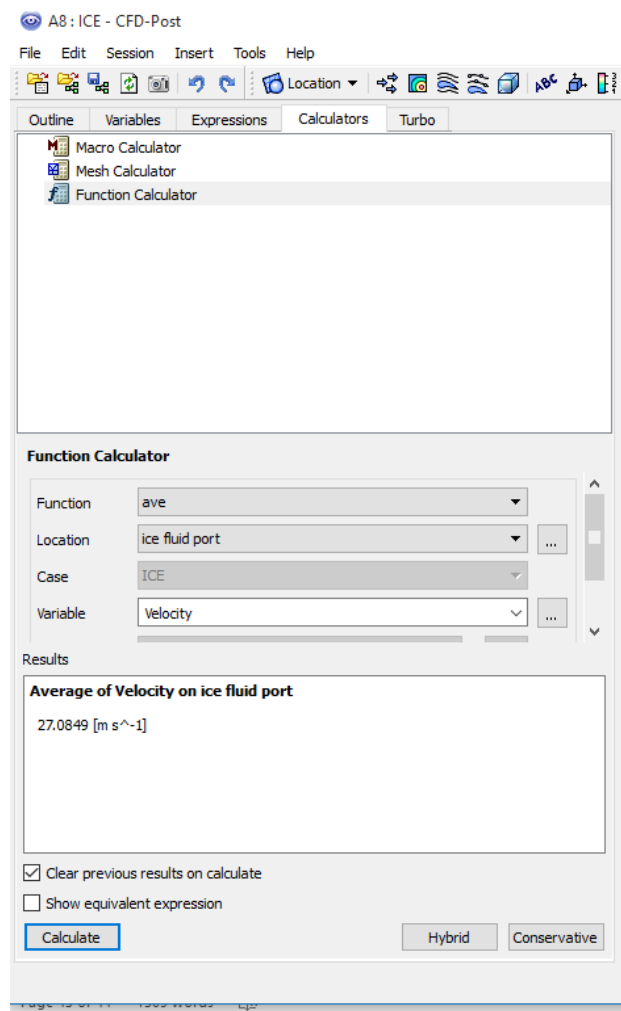 A8 : ICE - CFD-Post
File Edit Session Insert Tools Help
Location
Outline Variables Expressions Calculators Turbo
Macro Calculator
Mesh Calculator
Function Calculator
Function Calculator
Function ave
Location ice fluid port ...
Case ICE
Variable Velocity ...
Results
Average of Velocity on ice fluid port
27.0849 [m s^-1]
Clear previous results on calculate
Show equivalent expression
Calculate Hybrid Conservative